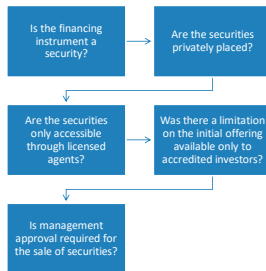 Is the financing
instrument a
security?
Are the securities
privately placed?
Are the securities
only accessible
through licensed
agents?
Was there a limitation
on the initial offering
available only to
accredited investors?
Is management
approval required for
the sale of securities?